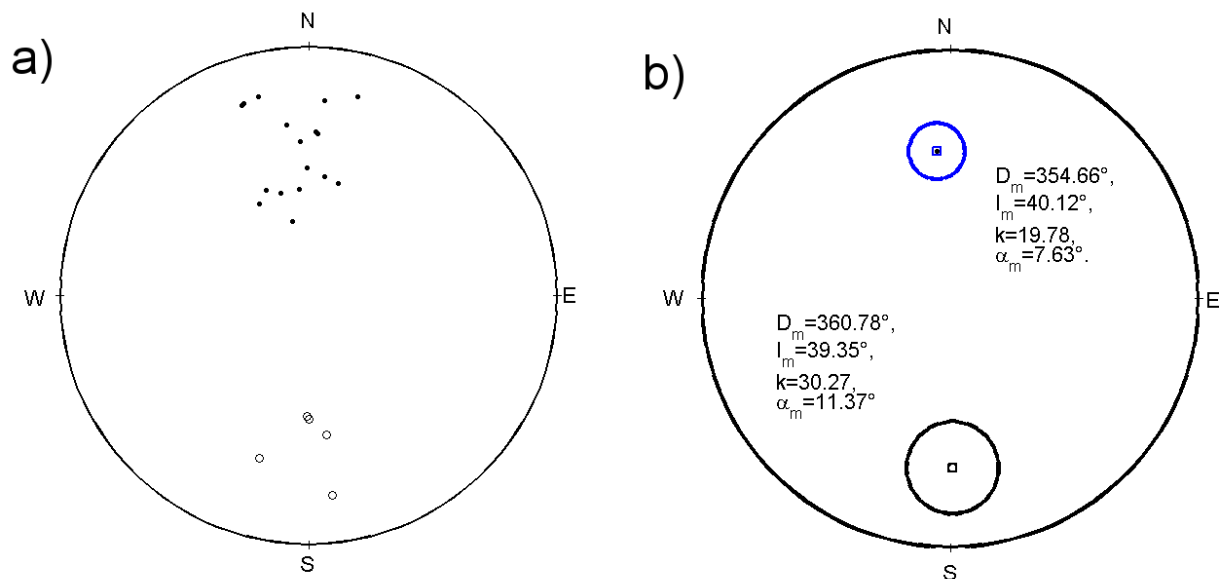 a)
N
W
E
S
b)
N
D_m=354.66°,
I_m=40.12°,
k=19.78,
α_m=7.63°.
W
E
D_m=360.78°,
I_m=39.35°,
k=30.27,
α_m=11.37°
S